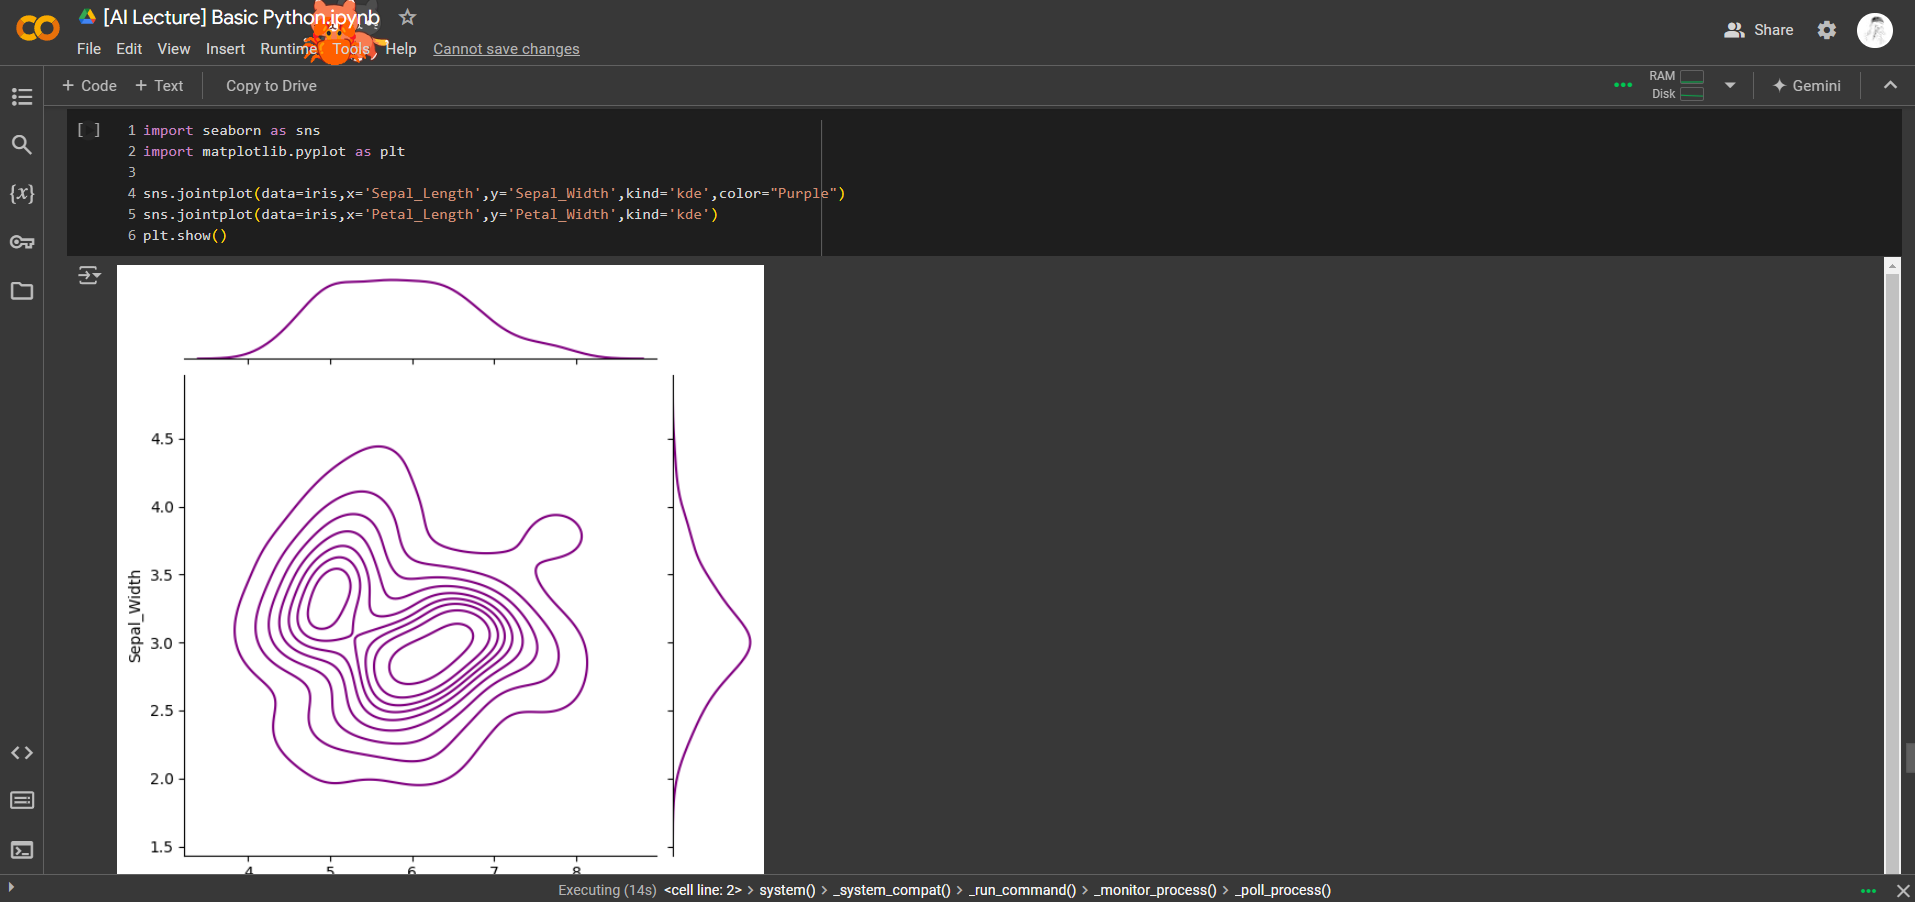 [AI Lecture] Basic Python.ipynb
File Edit View Insert Runtime Tools Help Cannot save changes
Share
+ Code + Text Copy to Drive
RAM
Disk
Gemini
[ ]
1 import seaborn as sns
2 import matplotlib.pyplot as plt
3
4 sns.jointplot(data=iris,x='Sepal_Length',y='Sepal_Width',kind='kde',color="Purple")
5 sns.jointplot(data=iris,x='Petal_Length',y='Petal_Width',kind='kde')
6 plt.show()
{x}
4.5
4.0
3.5
3.0
2.5
2.0
1.5
Sepal_Width
4 5 6 7 8
Executing (14s) <cell line: 2> > system() > _system_compat() > _run_command() > _monitor_process() > _poll_process()